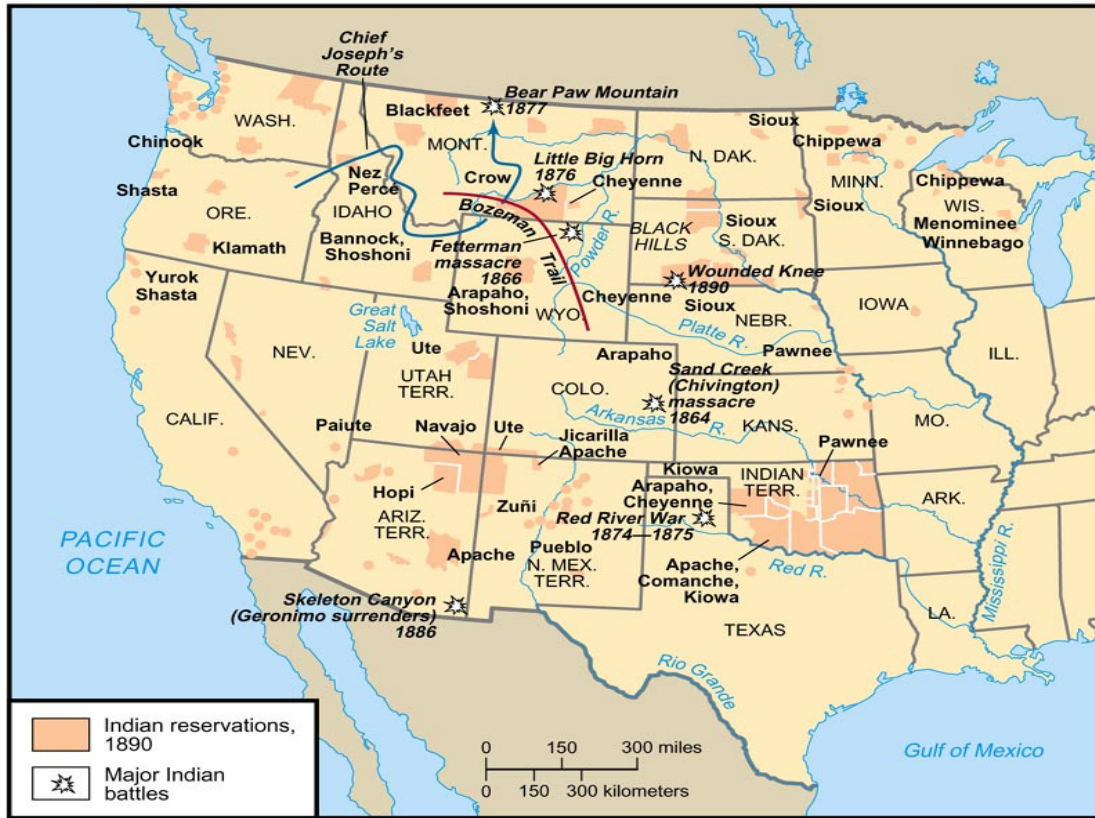 Chief
Joseph's
Route
Bear Paw Mountain
1877
Blackfeet
WASH.
MONT.
Chinook
Sioux
Chippewa
N. DAK.
Little Big Horn
1876
Crow
Cheyenne
MINN.
Chippewa
Shasta
Nez
Percé
ORE.
IDAHO
Bozeman
Trail
Powder R.
BLACK
HILLS
Sioux
S. DAK.
Sioux
WIS.
Menominee
Winnebago
Klamath
Bannock,
Shoshoni
Fetterman
massacre
1866
Yurok
Shasta
Arapaho,
Shoshoni
WYO.
Cheyenne
Wounded Knee
1890
Sioux
NEBR.
IOWA
Great
Salt
Lake
Platte R.
NEV.
Ute
UTAH
TERR.
Arapaho
Pawnee
ILL.
COLO.
Sand Creek
(Chivington)
massacre
1864
CALIF.
Arkansas
R.
KANS.
MO.
Paiute
Navajo
Ute
Jicarilla
Apache
Pawnee
Kiowa
Arapaho,
Cheyenne
INDIAN
TERR.
ARK.
Hopi
ARIZ.
TERR.
Zuñi
Red River War
1874—1875
PACIFIC
OCEAN
Apache
Pueblo
N. MEX.
TERR.
Apache,
Comanche,
Kiowa
Red R.
Mississippi R.
Skeleton Canyon
(Geronimo surrenders)
1886
TEXAS
LA.
Rio Grande
Indian reservations,
1890
Major Indian
battles
0 150 300 miles
0 150 300 kilometers
Gulf of Mexico